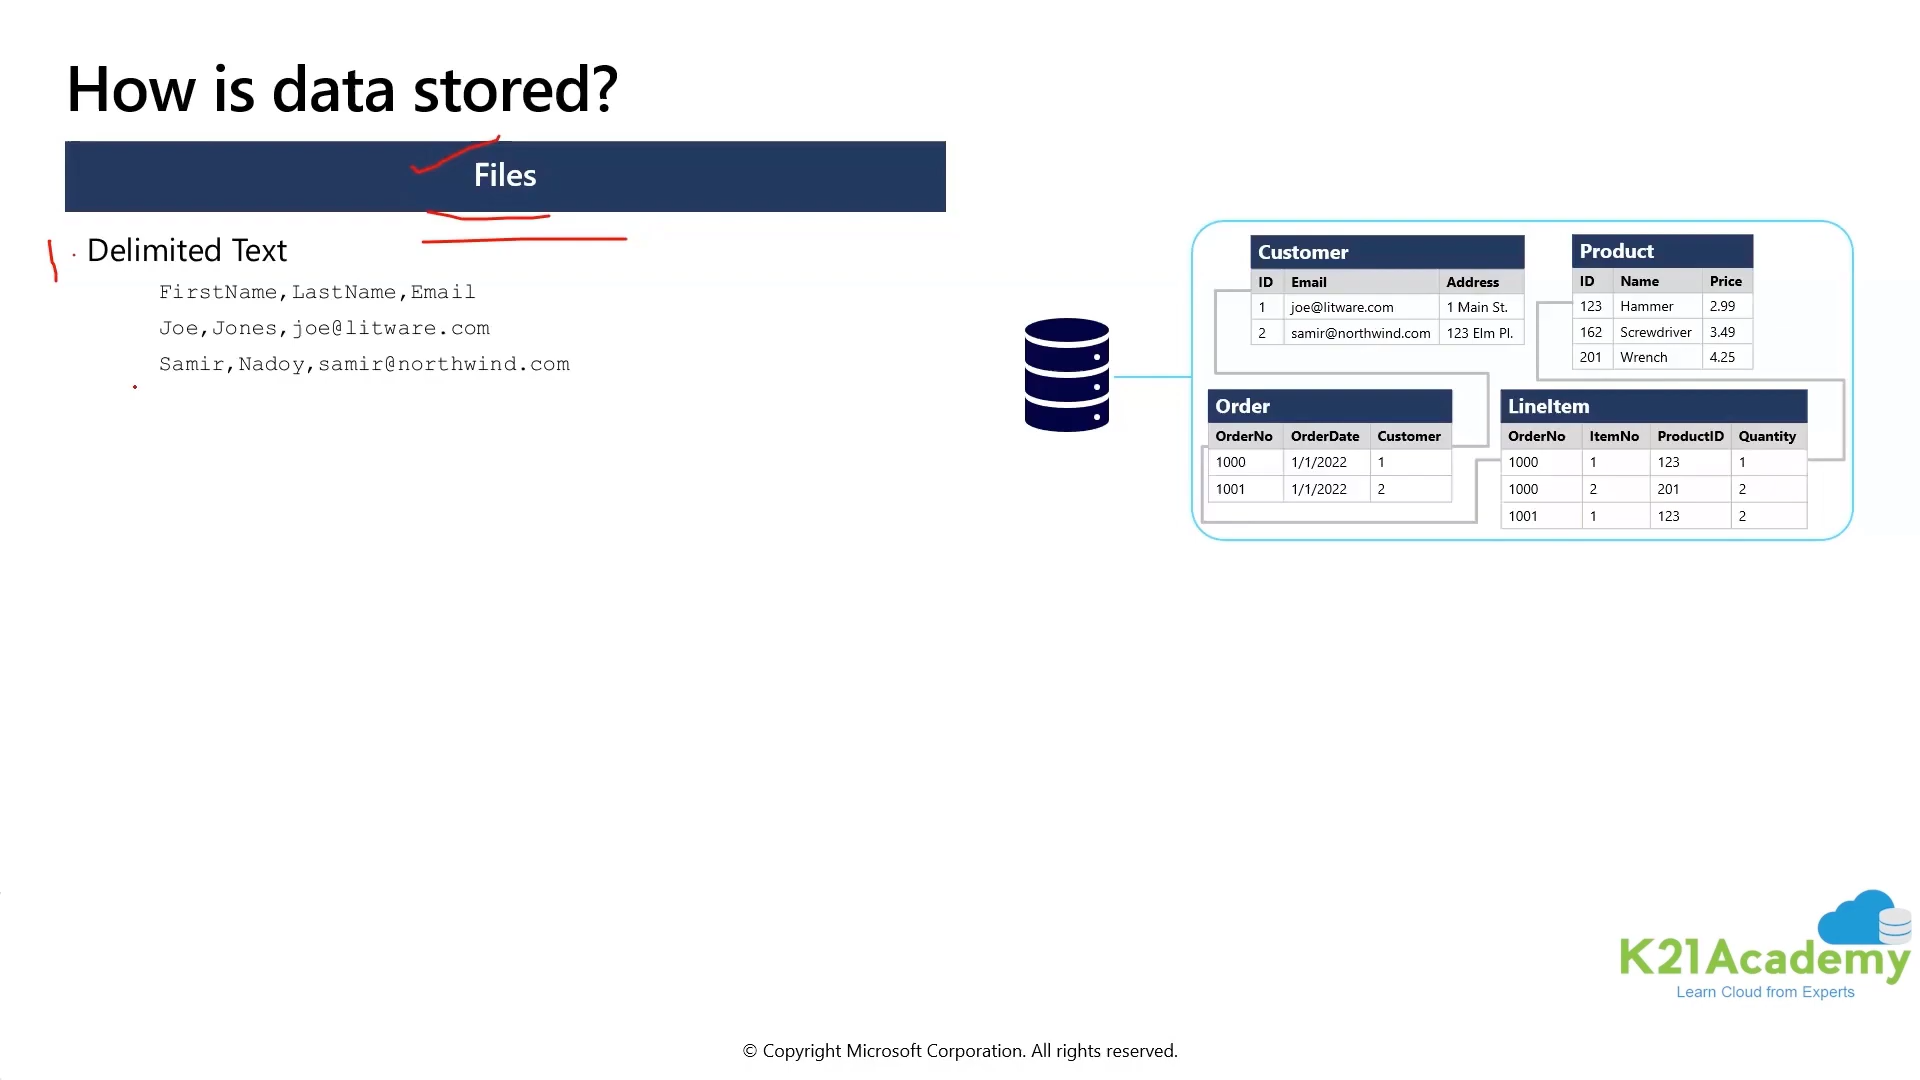 How is data stored?
Files
Delimited Text
FirstName,LastName,Email
Joe,Jones,joe@litware.com
Samir,Nadoy,samir@northwind.com
Customer
ID Email Address
1 joe@litware.com 1 Main St.
2 samir@northwind.com 123 Elm Pl.
Product
ID Name Price
123 Hammer 2.99
162 Screwdriver 3.49
201 Wrench 4.25
Order
OrderNo OrderDate Customer
1000 1/1/2022 1
1001 1/1/2022 2
LineItem
OrderNo ItemNo ProductID Quantity
1000 1 123 1
1000 2 201 2
1001 1 123 2
K21Academy
Learn Cloud from Experts
© Copyright Microsoft Corporation. All rights reserved.